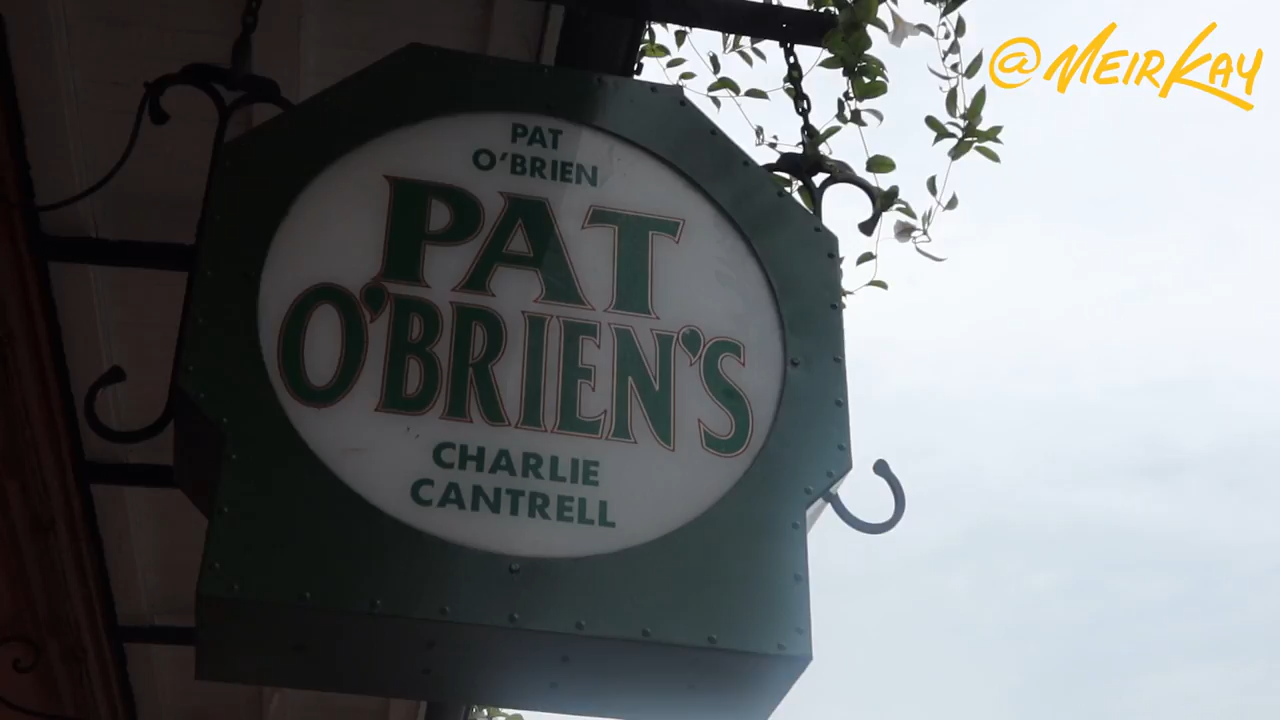 @MEIRKAY
PAT
O'BRIEN
PAT
O'BRIEN'S
CHARLIE
CANTRELL